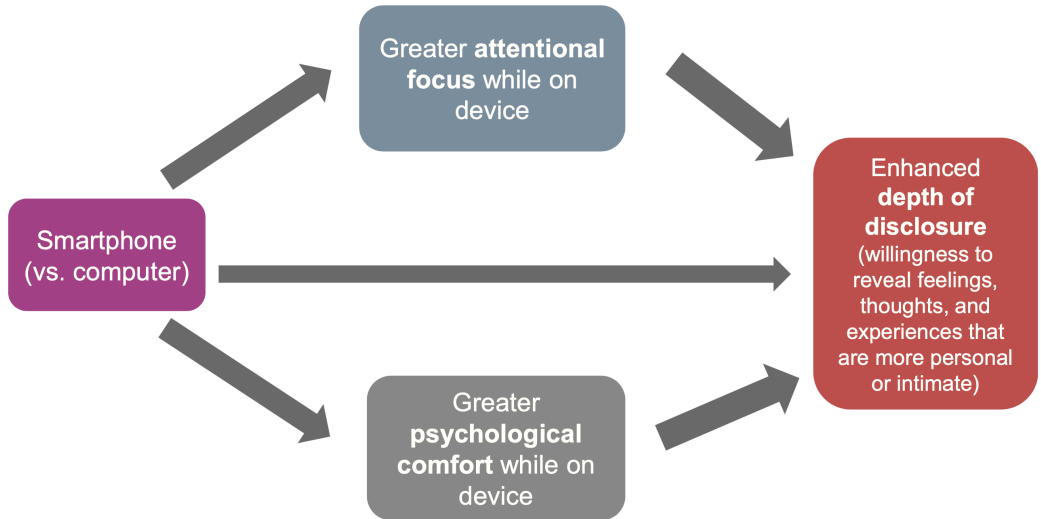 Greater attentional
focus while on
device
Smartphone
(vs. computer)
Greater
psychological
comfort while on
device
Enhanced
depth of
disclosure
(willingness to
reveal feelings,
thoughts, and
experiences that
are more personal
or intimate)